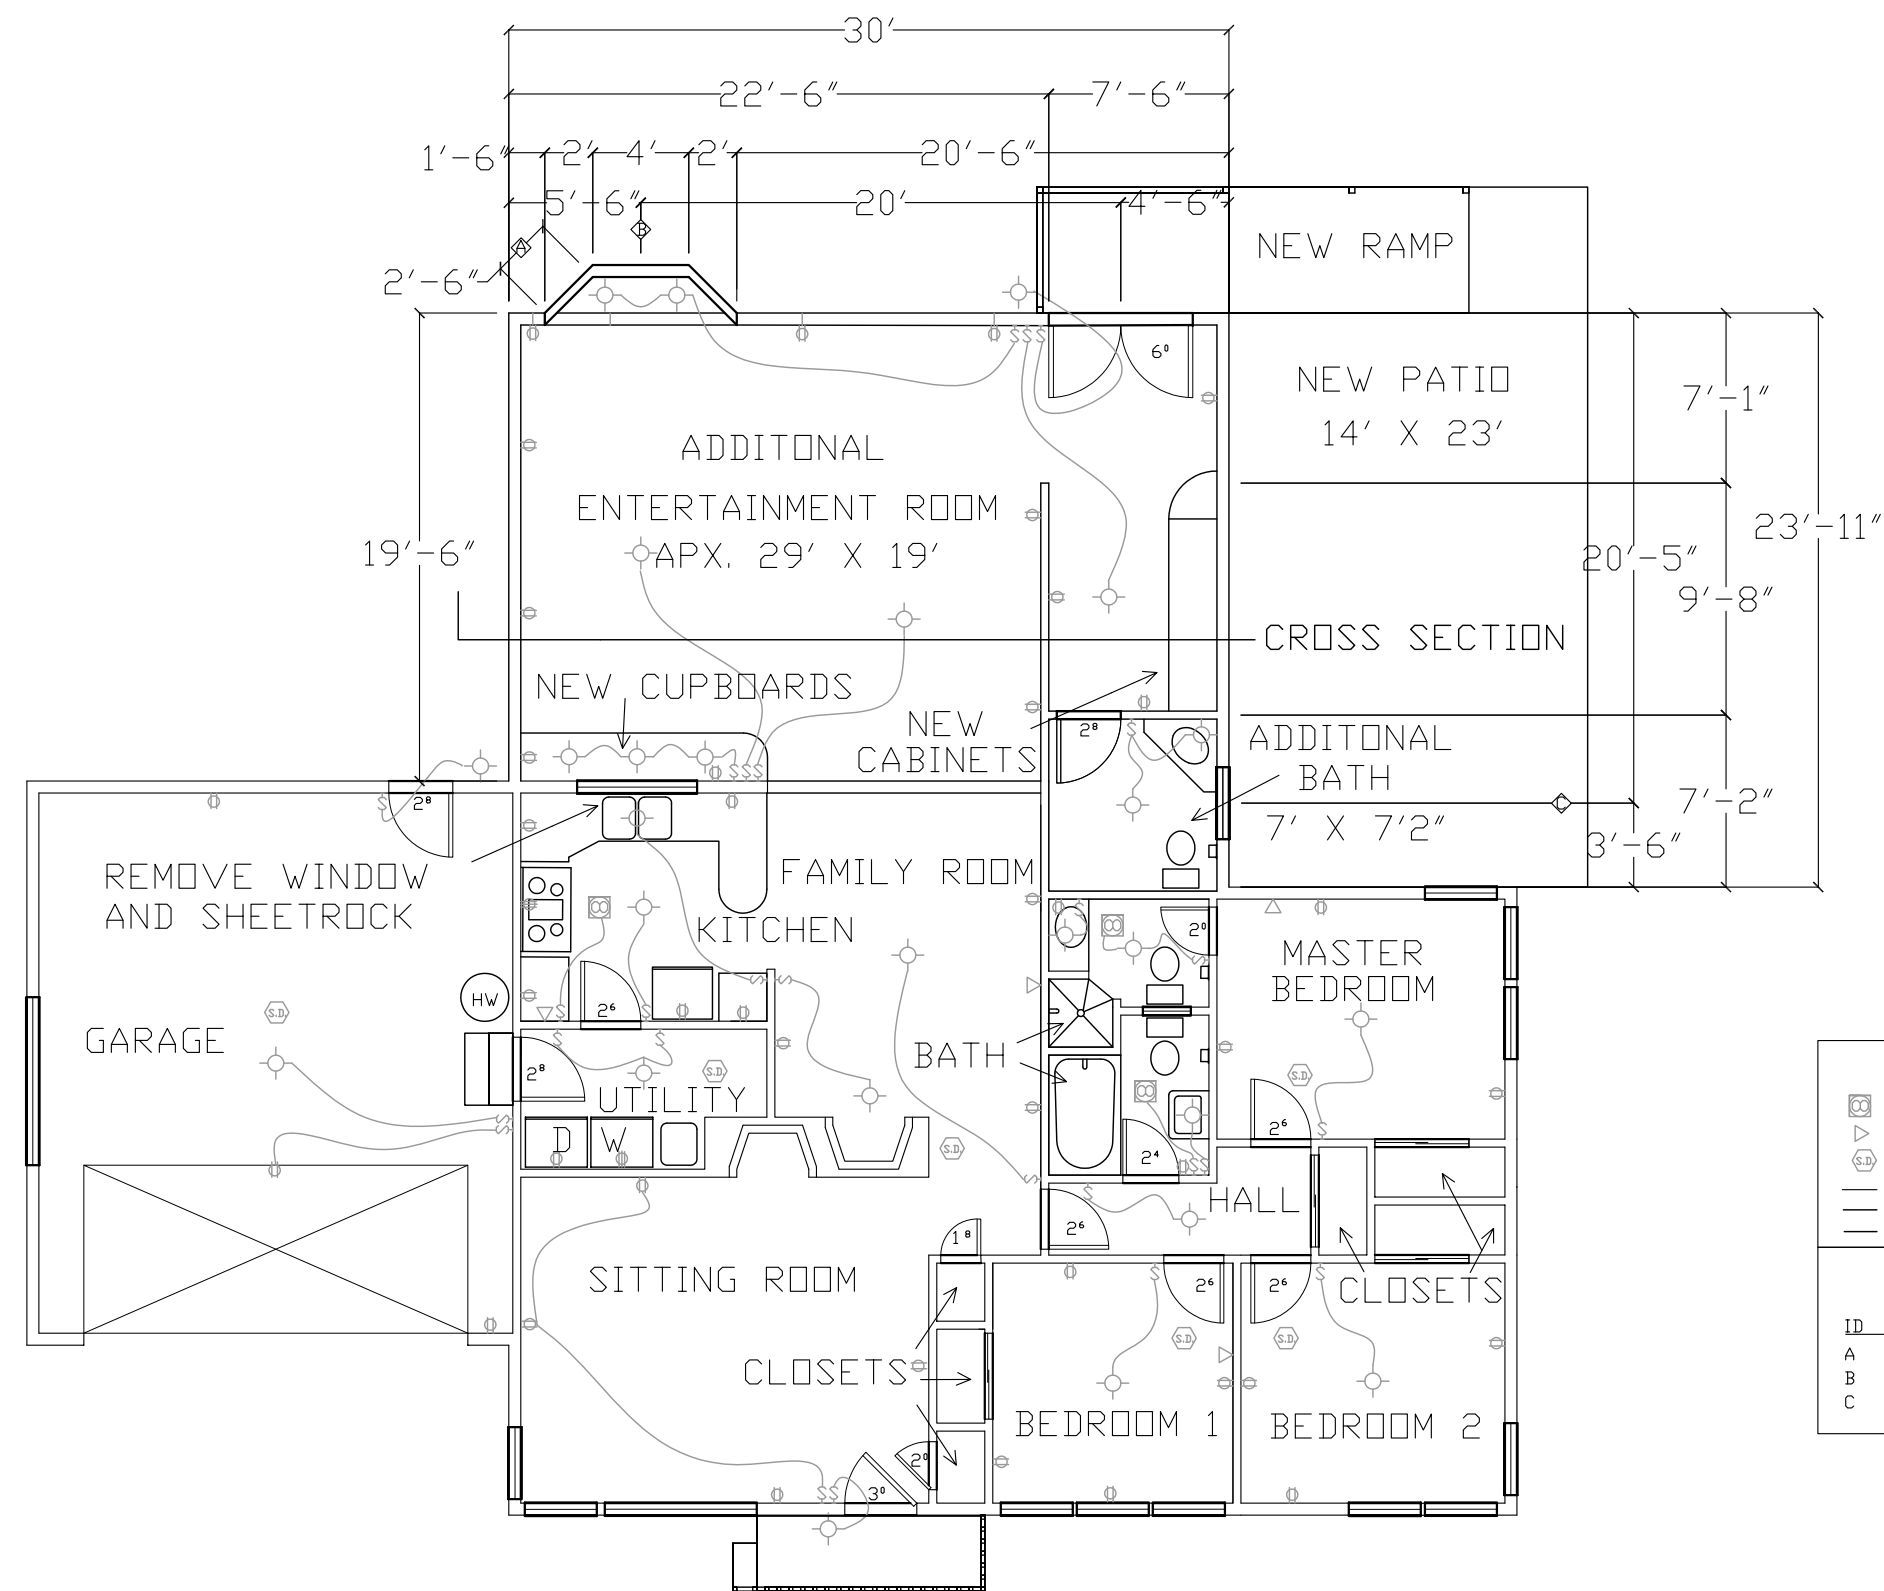 30'
22'-6"
7'-6"
1'-6"
2'
4'
2'
20'-6"
5'-6"
20'
4'-6"
A
B
2'-6"
NEW RAMP
6⁰
NEW PATIO
14' X 23'
7'-1"
ADDITONAL
ENTERTAINMENT ROOM
APX. 29' X 19'
19'-6"
23'-11"
20'-5"
9'-8"
CROSS SECTION
NEW CUPBOARDS
NEW
CABINETS
2⁸
ADDITONAL
BATH
7' X 7'2"
C
7'-2"
3'-6"
2⁸
REMOVE WINDOW
AND SHEETROCK
FAMILY ROOM
KITCHEN
8
8
2⁰
MASTER
BEDROOM
HW
2⁶
S.D.
GARAGE
BATH
2⁸
S.D.
UTILITY
S.D.
8
8
S.D.
D
W
S.D.
2⁶
2⁴
HALL
2⁶
1⁸
SITTING ROOM
2⁶
2⁶
CLOSETS
S.D.
S.D.
CLOSETS
ID
A
B
C
BEDROOM 1
BEDROOM 2
2⁰
3⁰